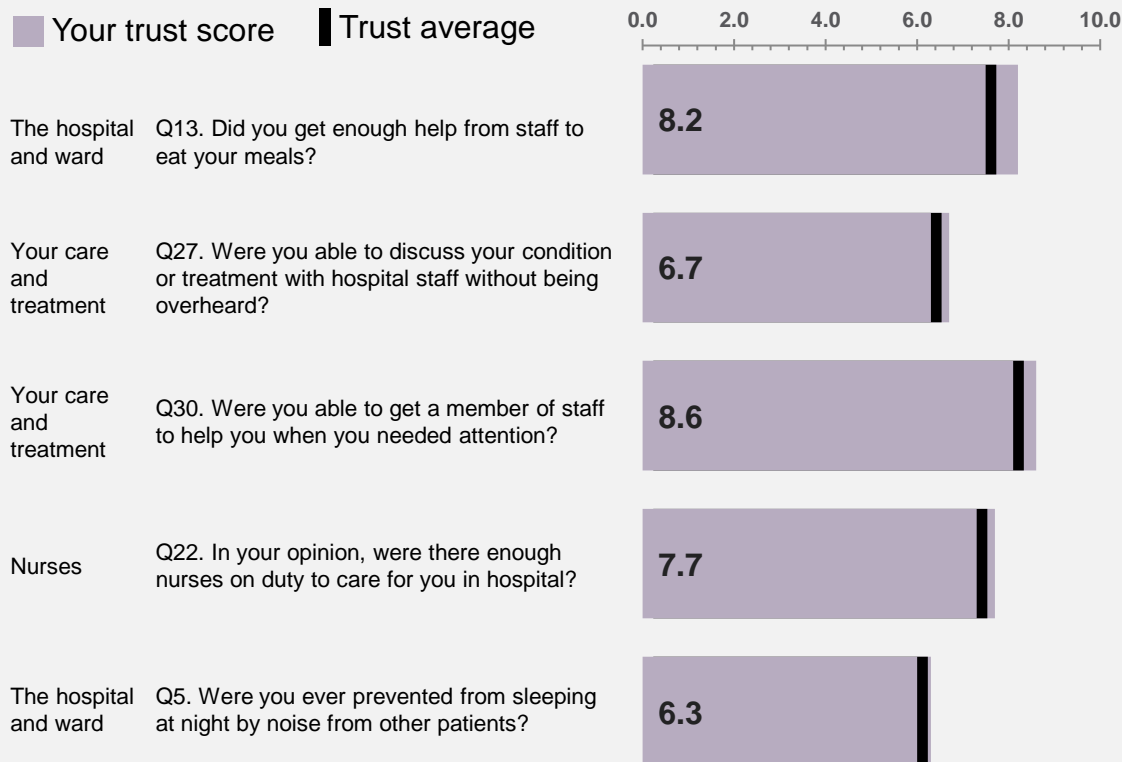 Your trust score
Trust average
0.0 2.0 4.0 6.0 8.0 10.0
The hospital
and ward
Q13. Did you get enough help from staff to
eat your meals?
8.2
Your care
and
treatment
Q27. Were you able to discuss your condition
or treatment with hospital staff without being
overheard?
6.7
Your care
and
treatment
Q30. Were you able to get a member of staff
to help you when you needed attention?
8.6
Nurses
Q22. In your opinion, were there enough
nurses on duty to care for you in hospital?
7.7
The hospital
and ward
Q5. Were you ever prevented from sleeping
at night by noise from other patients?
6.3